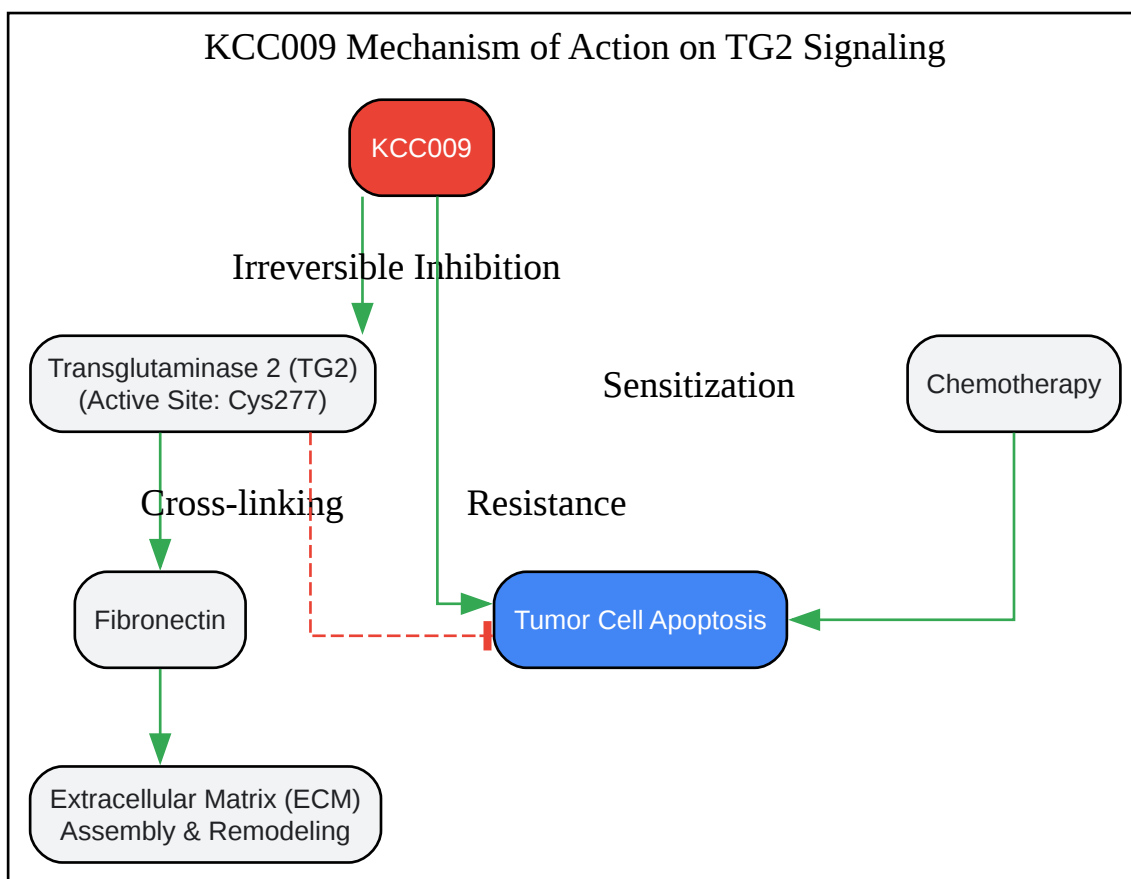 KCC009 Mechanism of Action on TG2 Signaling
KCC009
Irreversible Inhibition
Transglutaminase 2 (TG2)
(Active Site: Cys277)
Sensitization
Chemotherapy
Cross-linking
Resistance
Fibronectin
Tumor Cell Apoptosis
Extracellular Matrix (ECM)
Assembly & Remodeling